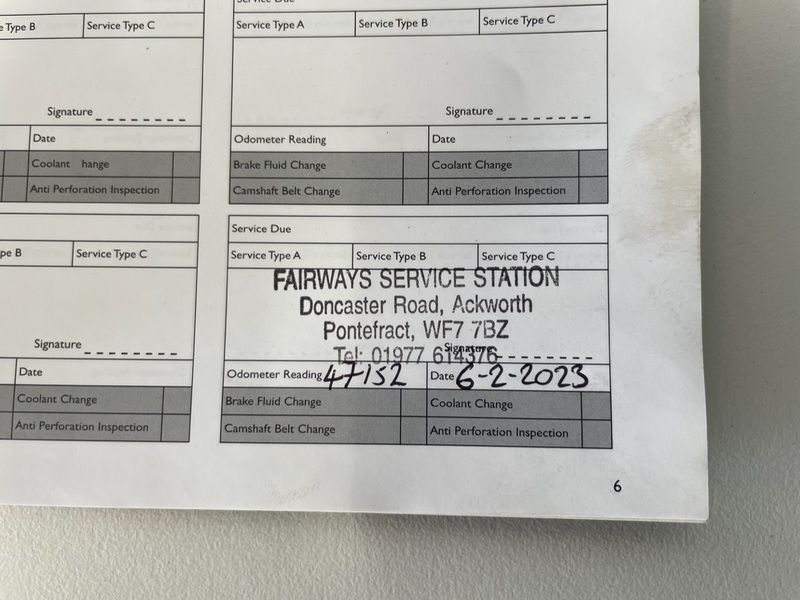 Service Due
e Type B Service Type C Service Type A Service Type B Service Type C
Signature Signature
Date Odometer Reading Date
Coolant hange Brake Fluid Change Coolant Change
Anti Perforation Inspection Camshaft Belt Change Anti Perforation Inspection
Service Due
pe B Service Type C Service Type A Service Type B Service Type C
FAIRWAYS SERVICE STATION
Doncaster Road, Ackworth
Pontefract, WF7 7BZ
Signature Signature
Tel: 01977 614376
Date Odometer Reading 47152 Date 6-2-2023
Coolant Change Brake Fluid Change Coolant Change
Anti Perforation Inspection Camshaft Belt Change Anti Perforation Inspection
6